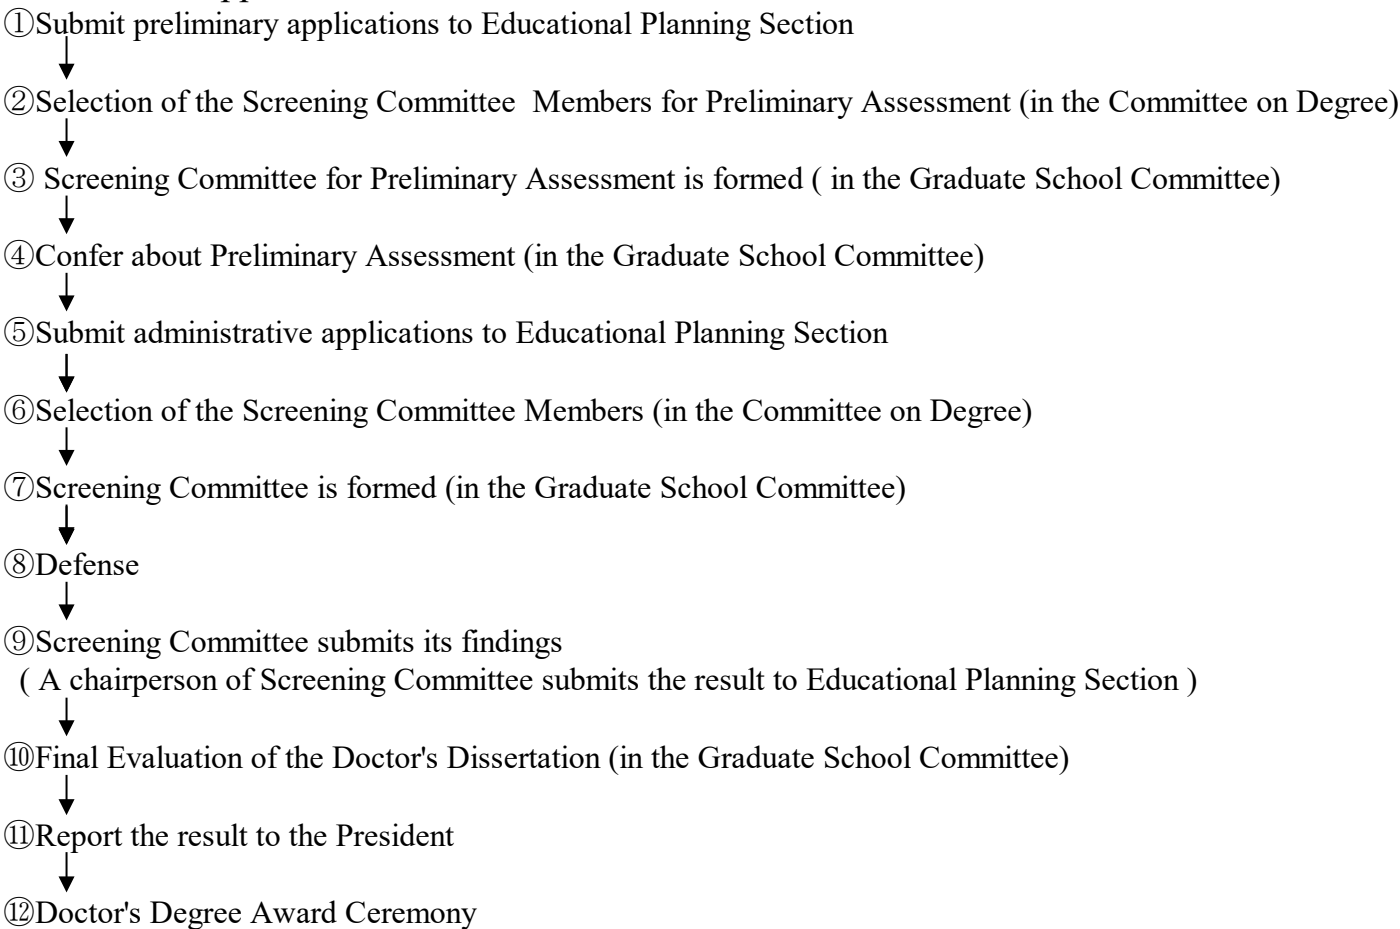 ①Submit preliminary applications to Educational Planning Section
②Selection of the Screening Committee  Members for Preliminary Assessment (in the Committee on Degree)
③ Screening Committee for Preliminary Assessment is formed ( in the Graduate School Committee)
④Confer about Preliminary Assessment (in the Graduate School Committee)
⑤Submit administrative applications to Educational Planning Section
⑥Selection of the Screening Committee Members (in the Committee on Degree)
⑦Screening Committee is formed (in the Graduate School Committee)
⑧Defense
⑨Screening Committee submits its findings
( A chairperson of Screening Committee submits the result to Educational Planning Section )
⑩Final Evaluation of the Doctor's Dissertation (in the Graduate School Committee)
⑪Report the result to the President
⑫Doctor's Degree Award Ceremony